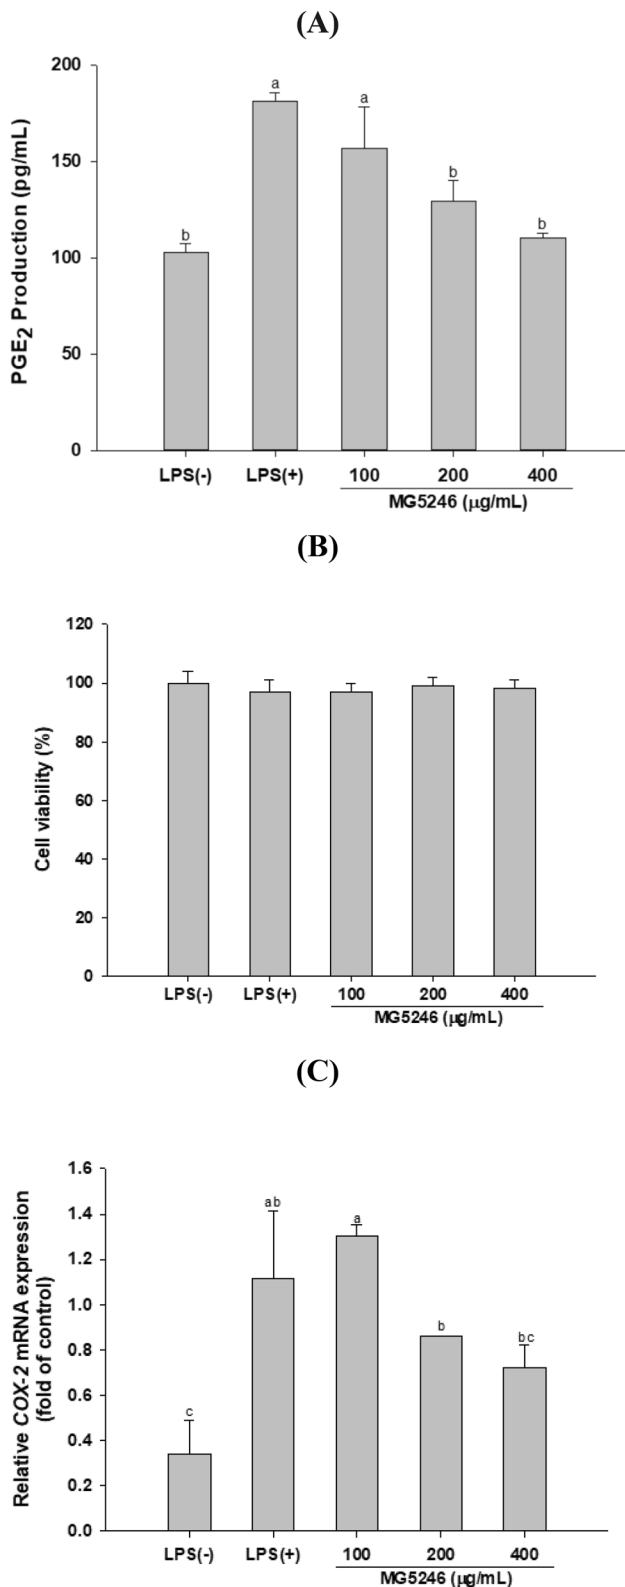 (A)
PGE2 Production (pg/mL)
200
150
100
50
0
b
a
a
b
b
LPS(-) LPS(+) 100 200 400
MG5246 (μg/mL)
(B)
Cell viability (%)
120
100
80
60
40
20
0
LPS(-) LPS(+) 100 200 400
MG5246 (μg/mL)
(C)
Relative COX-2 mRNA expression
(fold of control)
1.6
1.4
1.2
1.0
0.8
0.6
0.4
0.2
0.0
c
ab
a
b
bc
LPS(-) LPS(+) 100 200 400
MG5246 (μg/mL)